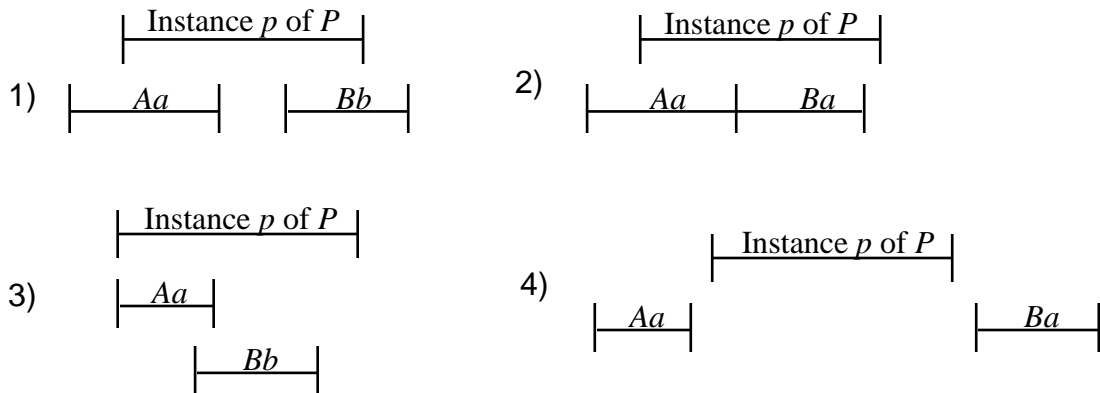 Instance p of P
1) Aa Bb
Instance p of P
2) Aa Ba
Instance p of P
3) Aa
Bb
Instance p of P
4) Aa Ba